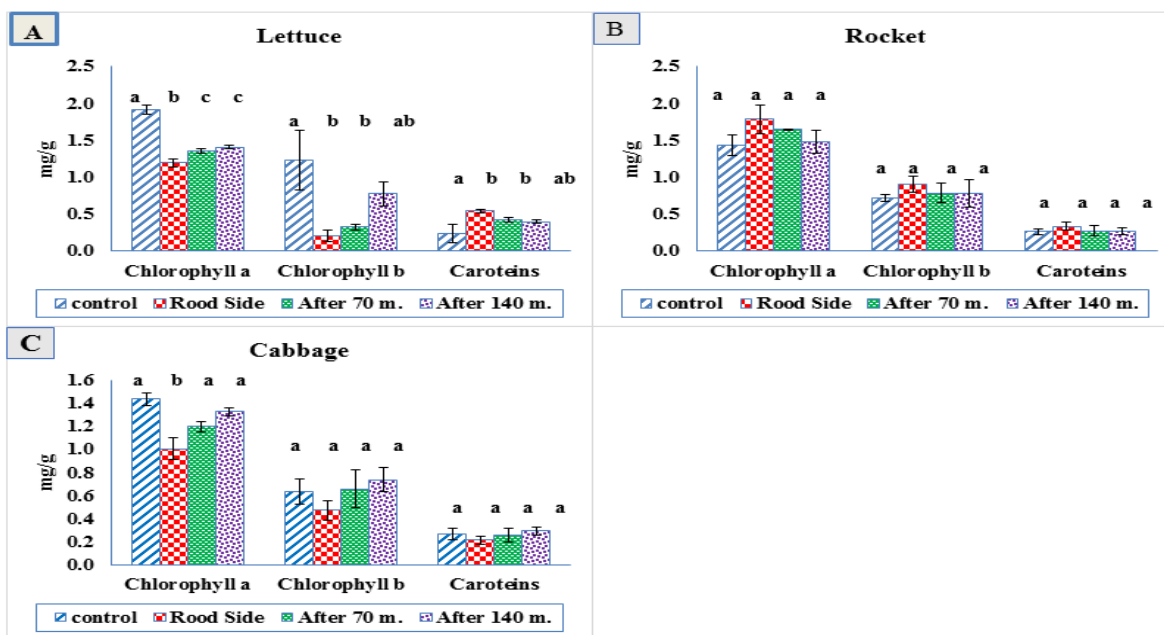 A
Lettuce
2.5
2.0
1.5
1.0
0.5
0.0
mg/g
a b c c
a b b ab
a b b ab
Chlorophyll a Chlorophyll b Caroteins
control Rood Side After 70 m. After 140 m.
B
Rocket
2.5
2.0
1.5
1.0
0.5
0.0
mg/g
a a a a
a a a a
a a a a
Chlorophyll a Chlorophyll b Caroteins
control Rood Side After 70 m. After 140 m.
C
Cabbage
1.6
1.4
1.2
1.0
0.8
0.6
0.4
0.2
0.0
mg/g
a b a a
a a a a
a a a a
Chlorophyll a Chlorophyll b Caroteins
control Rood Side After 70 m. After 140 m.